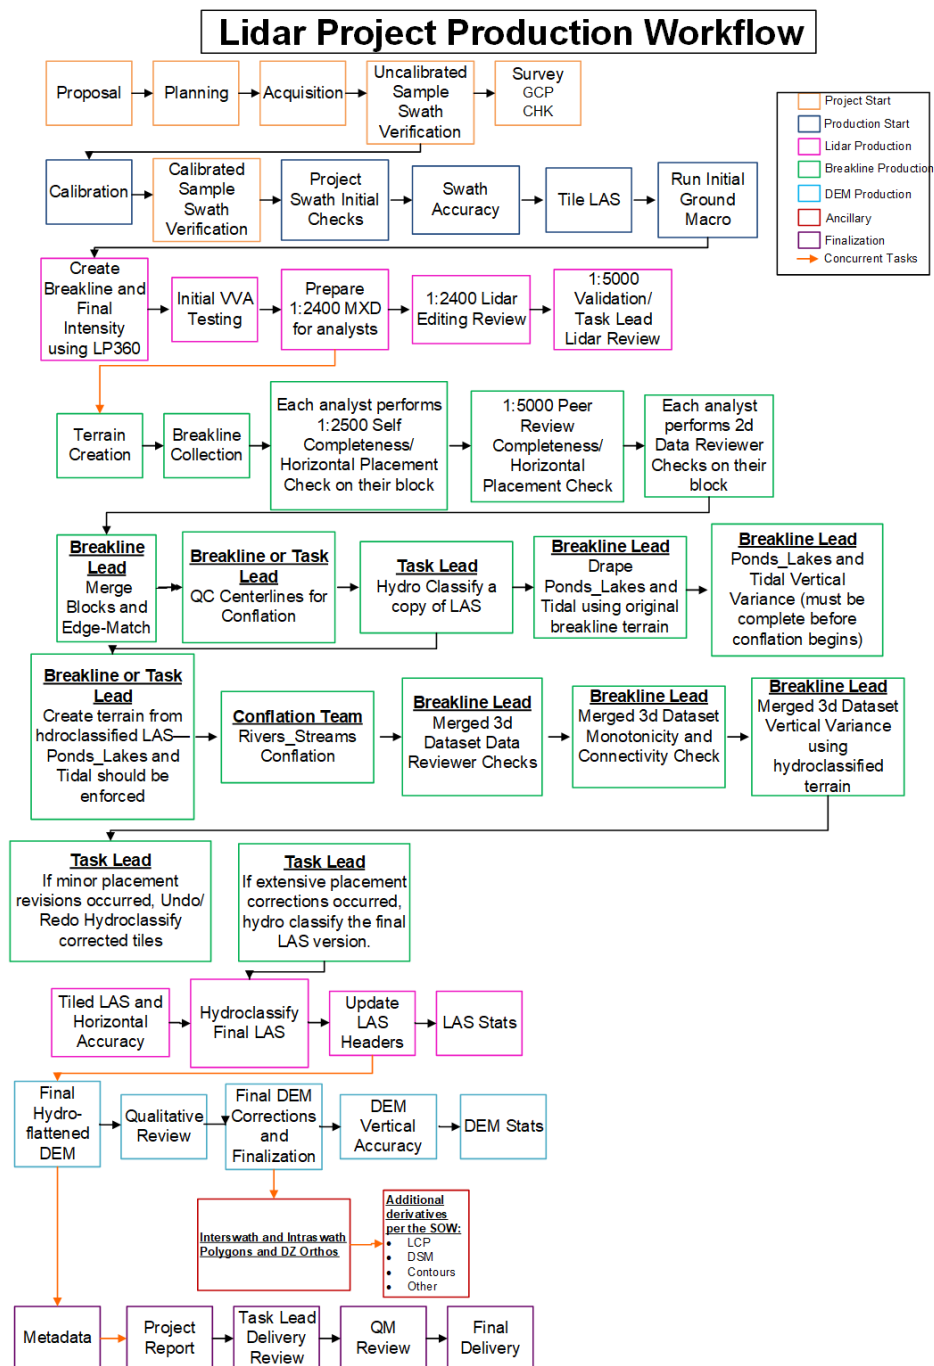 Lidar Project Production Workflow
Proposal
Planning
Acquisition
Uncalibrated
Sample
Swath
Verification
Survey
GCP
CHK
Project Start
Production Start
Lidar Production
Breakline Production
DEM Production
Ancillary
Finalization
Concurrent Tasks
Calibration
Calibrated
Sample
Swath
Verification
Project
Swath Initial
Checks
Swath
Accuracy
Tile LAS
Run Initial
Ground
Macro
Create
Breakline and
Final
Intensity
using LP360
Initial VVA
Testing
Prepare
1:2400 MXD
for analysts
1:2400 Lidar
Editing Review
1:5000
Validation/
Task Lead
Lidar Review
Terrain
Creation
Breakline
Collection
Each analyst performs
1:2500 Self
Completeness/
Horizontal Placement
Check on their block
1:5000 Peer
Review
Completeness/
Horizontal
Placement Check
Each analyst
performs 2d
Data Reviewer
Checks on their
block
Breakline
Lead
Merge
Blocks and
Edge-Match
Breakline or Task
Lead
QC Centerlines for
Conflation
Task Lead
Hydro Classify a
copy of LAS
Breakline Lead
Drape
Ponds_Lakes and
Tidal using original
breakline terrain
Breakline Lead
Ponds_Lakes and
Tidal Vertical
Variance (must be
complete before
conflation begins)
Breakline or Task
Lead
Create terrain from
hdroclassified LAS
Ponds_Lakes and
Tidal should be
enforced
Conflation Team
Rivers_Streams
Conflation
Breakline Lead
Merged 3d
Dataset Data
Reviewer Checks
Breakline Lead
Merged 3d Dataset
Monotonicity and
Connectivity Check
Breakline Lead
Merged 3d Dataset
Vertical Variance
using
hydroclassified
terrain
Task Lead
If minor placement
revisions occurred, Undo/
Redo Hydroclassify
corrected tiles
Task Lead
If extensive placement
corrections occurred,
hydro classify the final
LAS version.
Tiled LAS and
Horizontal
Accuracy
Hydroclassify
Final LAS
Update
LAS
Headers
LAS Stats
Final
Hydro-
flattened
DEM
Qualitative
Review
Final DEM
Corrections
and
Finalization
DEM
Vertical
Accuracy
DEM Stats
Interswath and Intraswath
Polygons and DZ Orthos
Additional
derivatives
per the SOW:
• LCP
• DSM
• Contours
• Other
Metadata
Project
Report
Task Lead
Delivery
Review
QM
Review
Final
Delivery